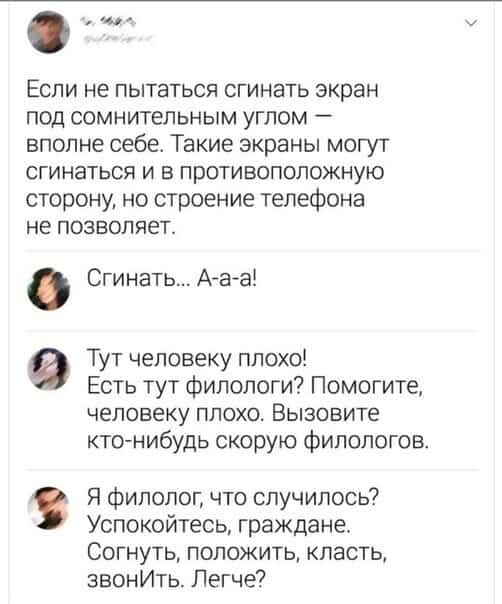 Если не пытаться сгинать экран
под сомнительным углом —
вполне себе. Такие экраны могут
сгинаться и в противоположную
сторону, но строение телефона
не позволяет.
Сгинать... А-а-а!
Тут человеку плохо!
Есть тут филологи? Помогите,
человеку плохо. Вызовите
кто-нибудь скорую филологов.
Я филолог, что случилось?
Успокойтесь, граждане.
Согнуть, положить, класть,
звонИть. Легче?